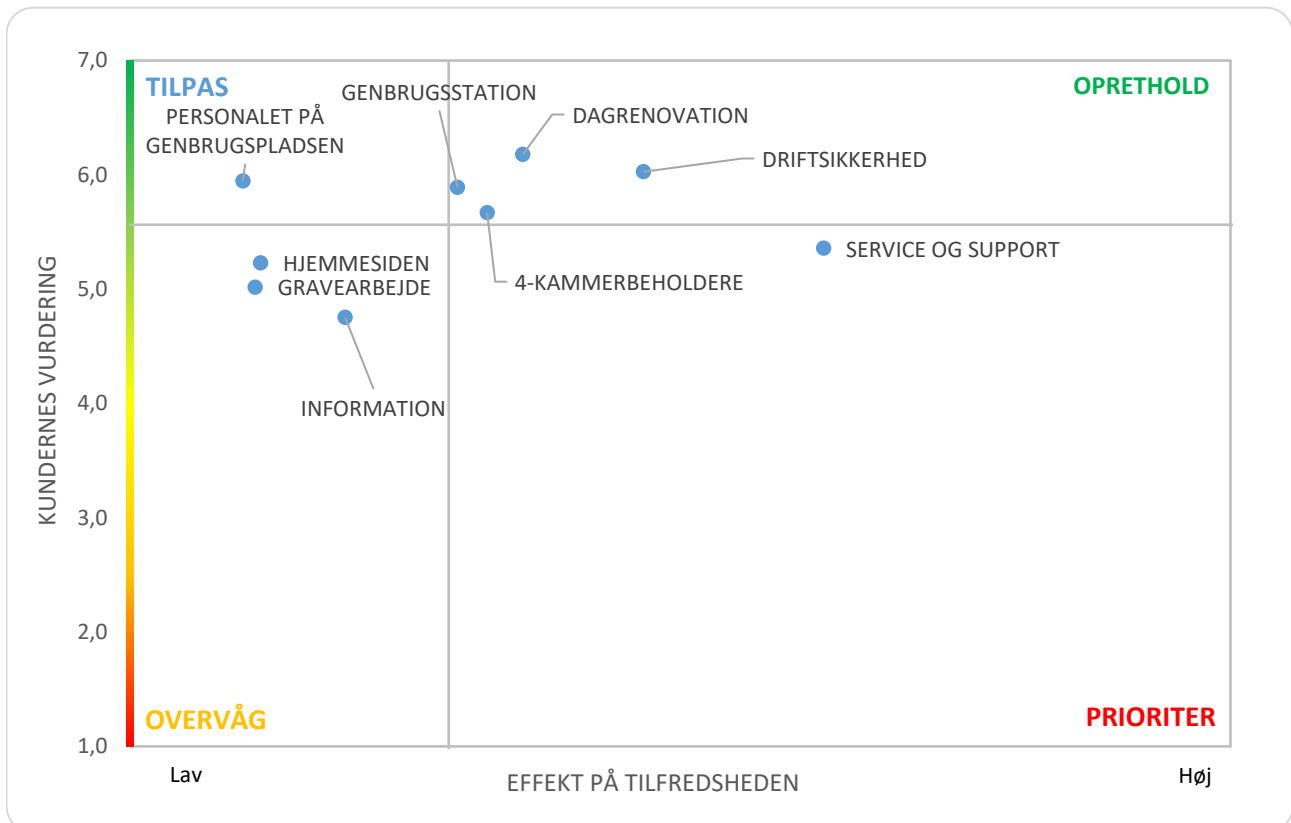 7,0
6,0
5,0
4,0
3,0
2,0
1,0
KUNDERNES VURDERING
TILPAS
OPRETHOLD
PERSONALET PÅ
GENBRUGSPLADSEN
GENBRUGSSTATION
DAGRENOVATION
DRIFTSIKKERHED
4-KAMMERBEHOLDERE
SERVICE OG SUPPORT
HJEMMESIDEN
GRAVEARBEJDE
INFORMATION
OVERVÅG
PRIORITER
Lav
EFFEKT PÅ TILFREDSHEDEN
Høj